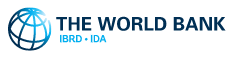 THE WORLD BANK
IBRD • IDA